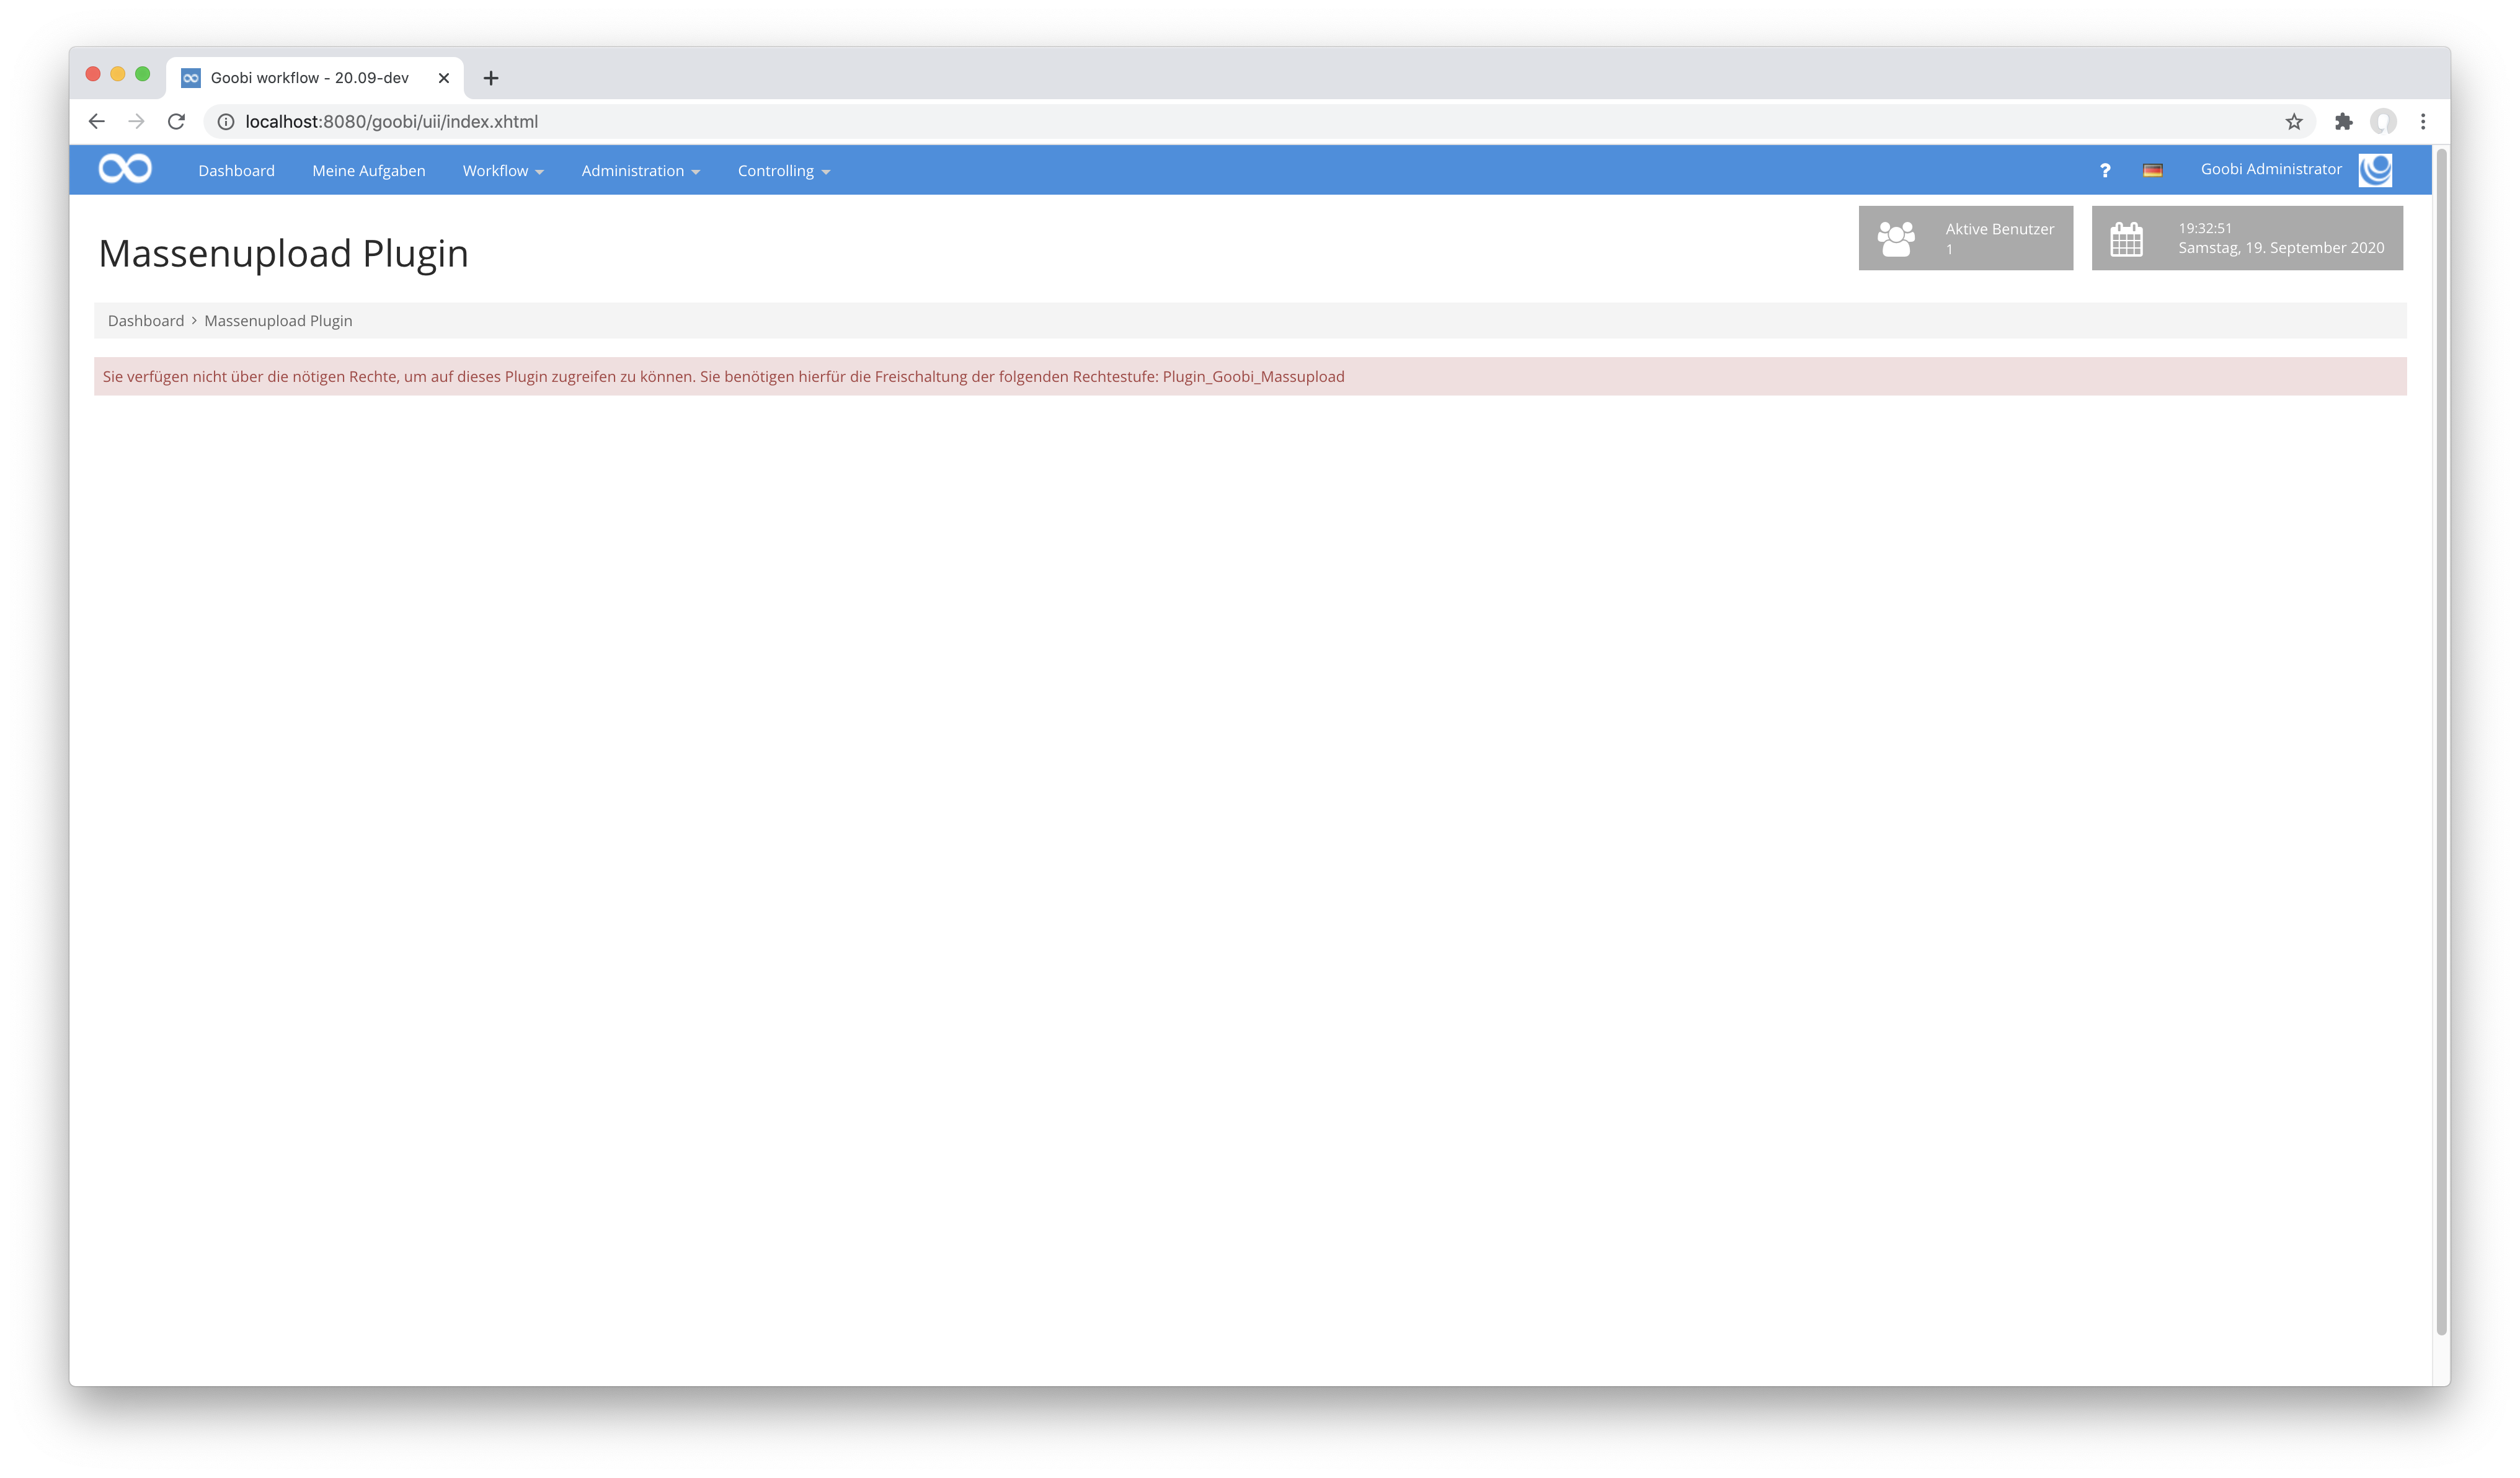 Goobi workflow - 20.09-dev
localhost:8080/goobi/uii/index.xhtml
Dashboard Meine Aufgaben Workflow Administration Controlling ? Goobi Administrator
Massenupload Plugin
Aktive Benutzer
1
19:32:51
Samstag, 19. September 2020
Dashboard > Massenupload Plugin
Sie verfügen nicht über die nötigen Rechte, um auf dieses Plugin zugreifen zu können. Sie benötigen hierfür die Freischaltung der folgenden Rechtestufe: Plugin_Goobi_Massupload